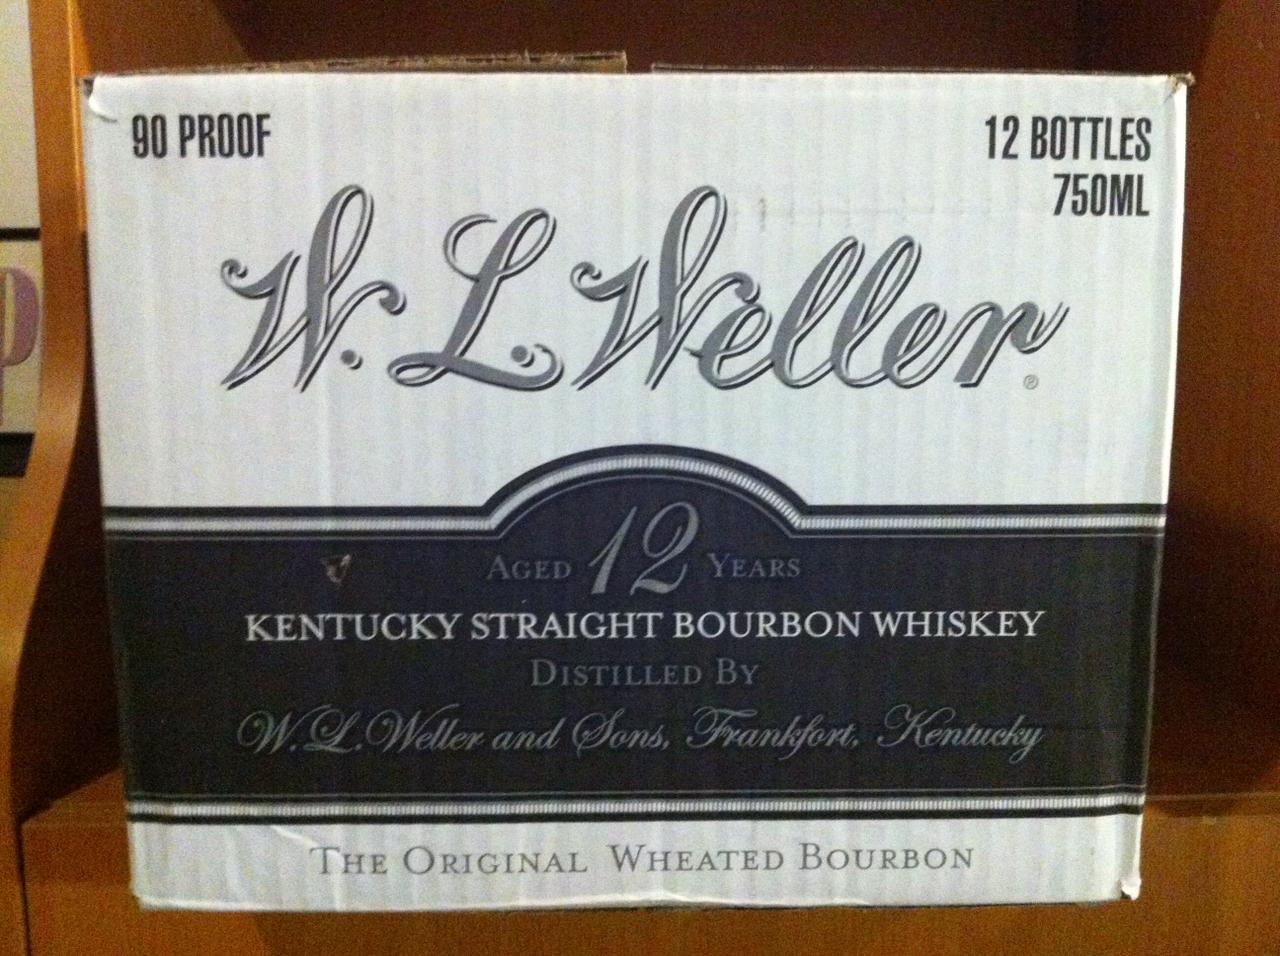 90 PROOF
12 BOTTLES
750ML
W. L. Weller
®
AGED 12 YEARS
KENTUCKY STRAIGHT BOURBON WHISKEY
DISTILLED BY
W. L. Weller and Sons, Frankfort, Kentucky
THE ORIGINAL WHEATED BOURBON